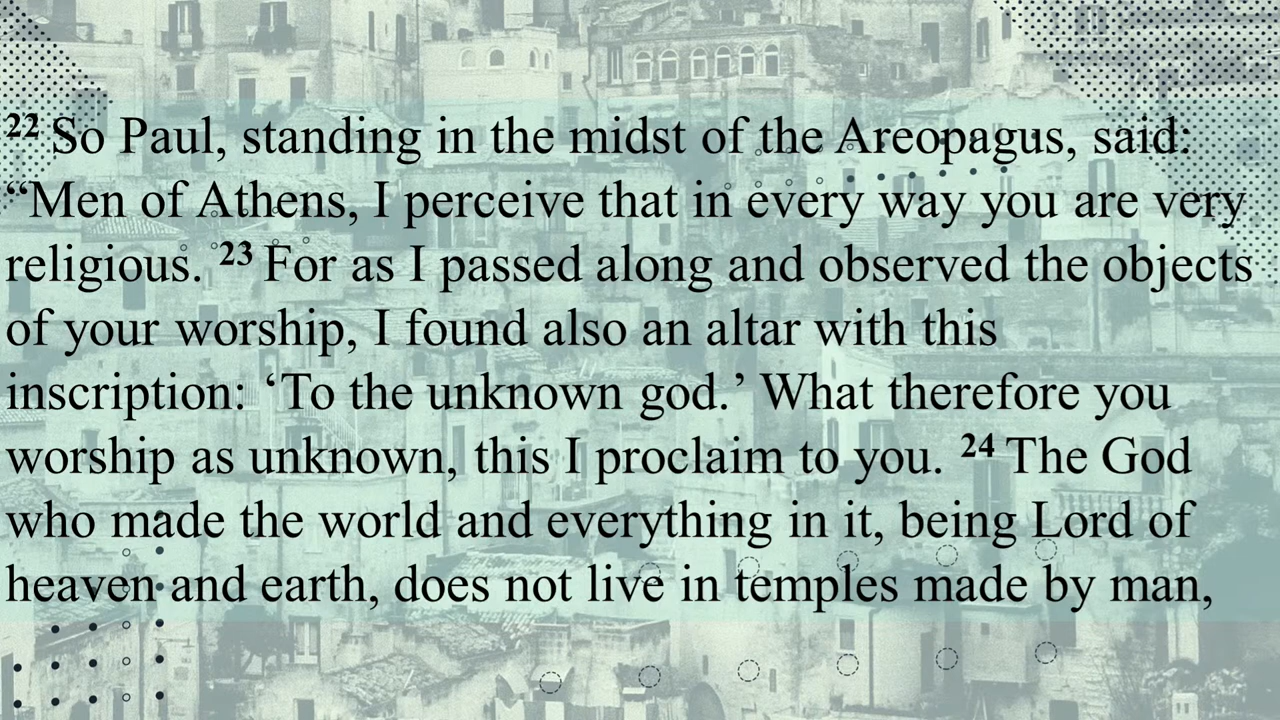 22 So Paul, standing in the midst of the Areopagus, said:
“Men of Athens, I perceive that in every way you are very
religious. 23 For as I passed along and observed the objects
of your worship, I found also an altar with this
inscription: ‘To the unknown god.’ What therefore you
worship as unknown, this I proclaim to you. 24 The God
who made the world and everything in it, being Lord of
heaven and earth, does not live in temples made by man,